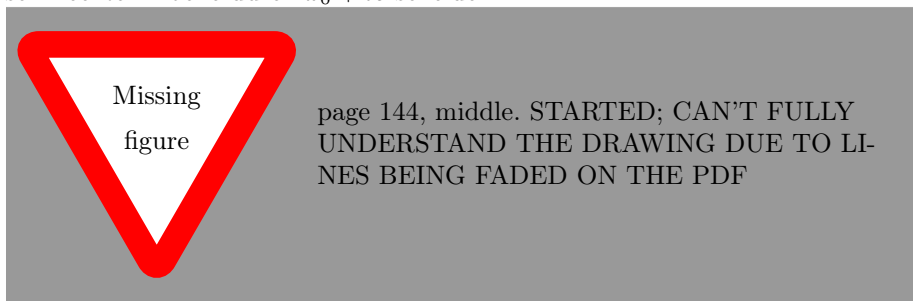 Missing
figure
page 144, middle. STARTED; CAN'T FULLY
UNDERSTAND THE DRAWING DUE TO LI-
NES BEING FADED ON THE PDF